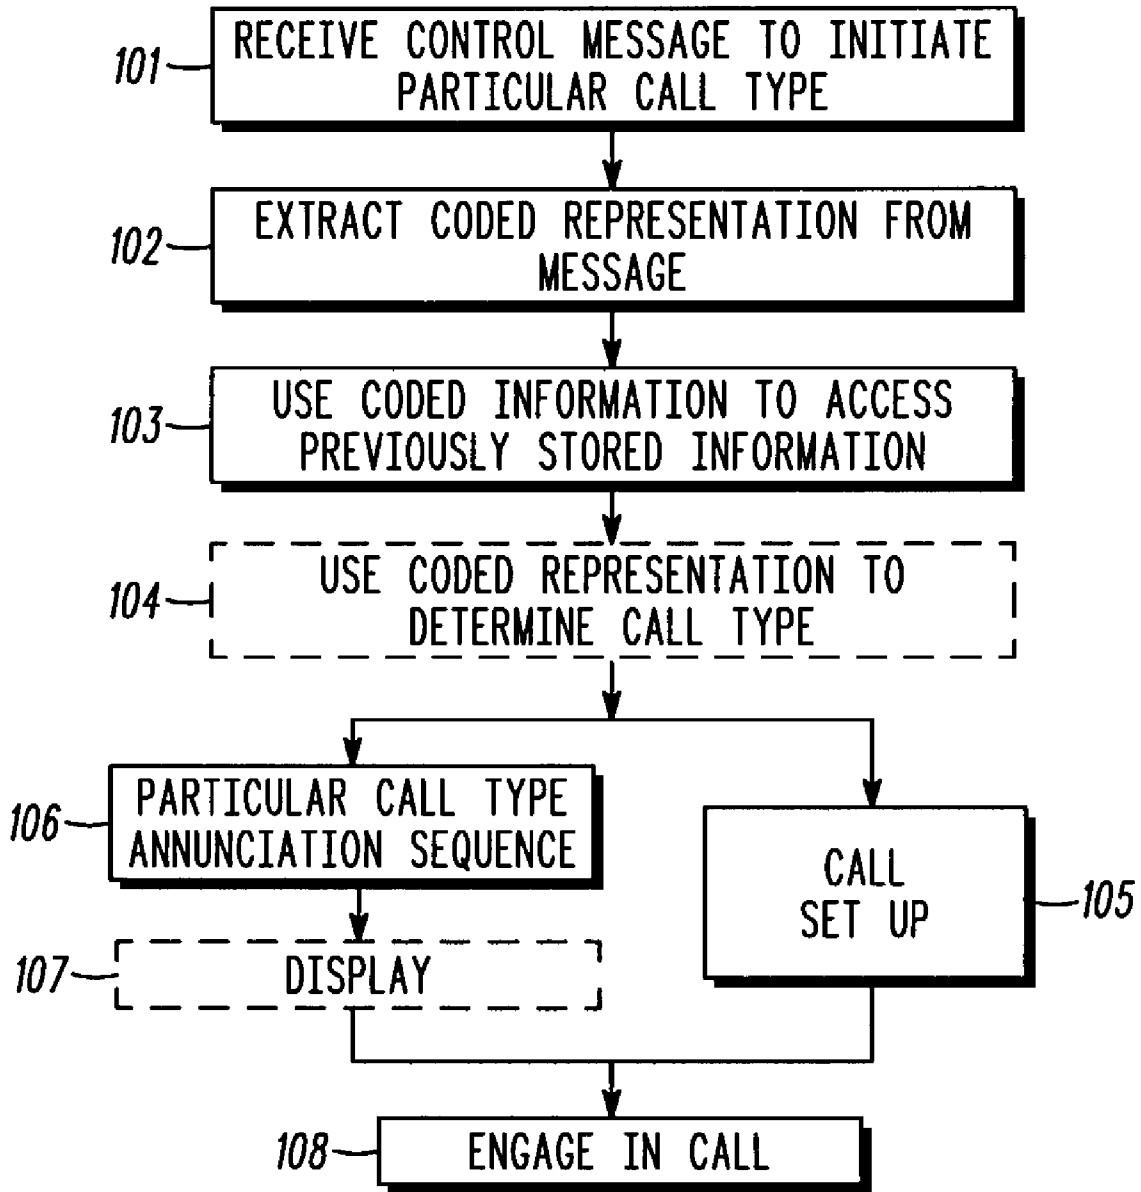 101
RECEIVE CONTROL MESSAGE TO INITIATE
PARTICULAR CALL TYPE
102
EXTRACT CODED REPRESENTATION FROM
MESSAGE
103
USE CODED INFORMATION TO ACCESS
PREVIOUSLY STORED INFORMATION
104
USE CODED REPRESENTATION TO
DETERMINE CALL TYPE
106
PARTICULAR CALL TYPE
ANNUNCIATION SEQUENCE
CALL
SET UP
105
107
DISPLAY
108
ENGAGE IN CALL